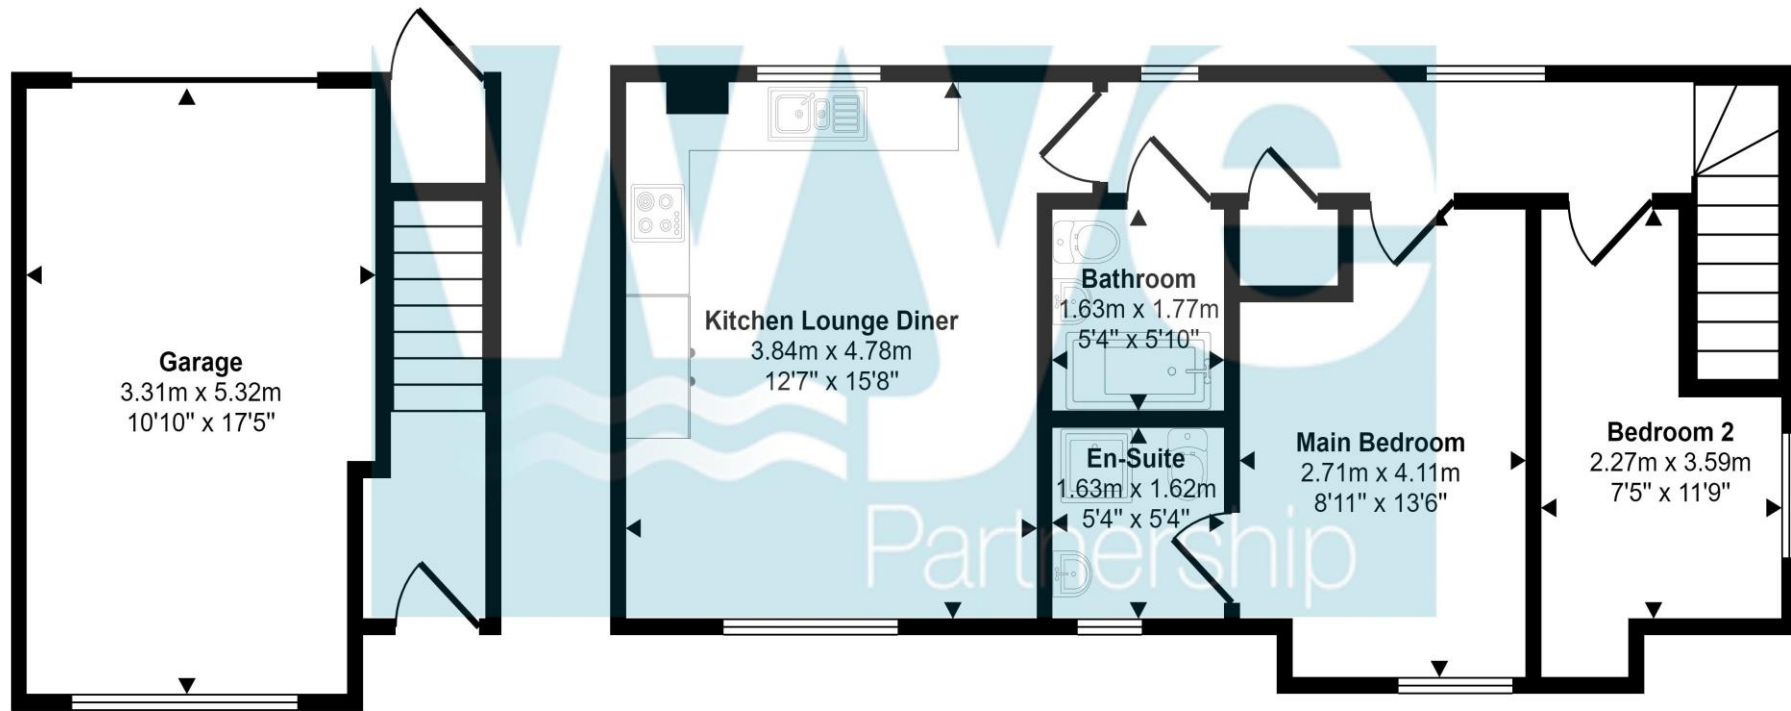 Garage
3.31m x 5.32m
10'10" x 17'5"
Kitchen Lounge Diner
3.84m x 4.78m
12'7" x 15'8"
Bathroom
1.63m x 1.77m
5'4" x 5'10"
En-Suite
1.63m x 1.62m
5'4" x 5'4"
Main Bedroom
2.71m x 4.11m
8'11" x 13'6"
Bedroom 2
2.27m x 3.59m
7'5" x 11'9"
Wye
Partnership